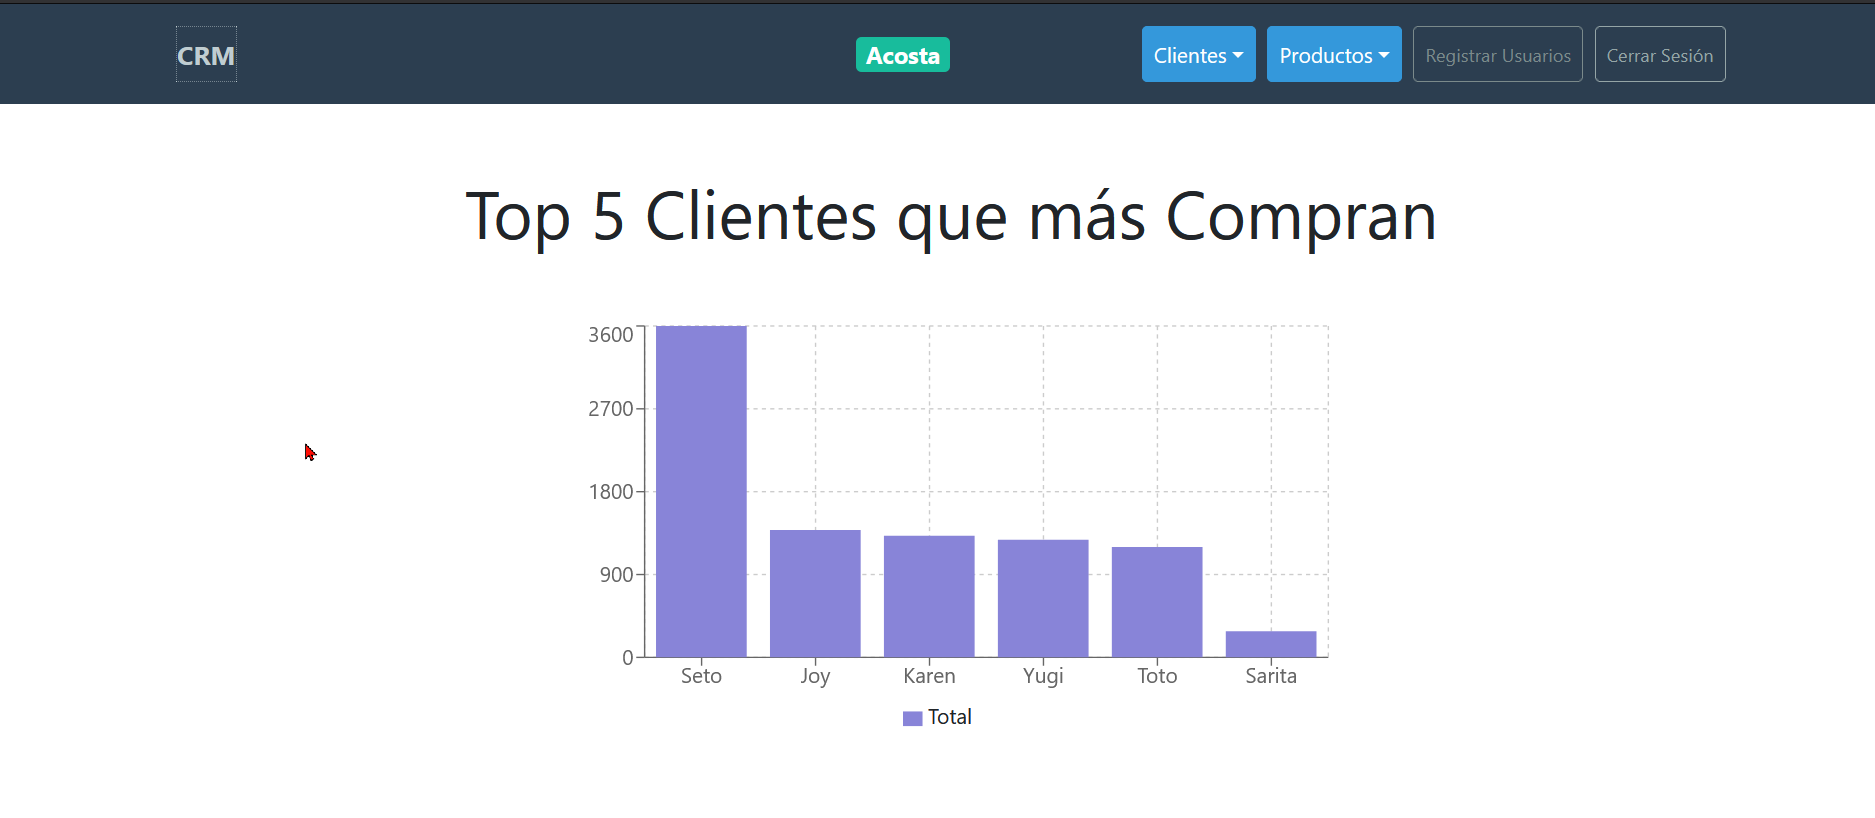 CRM
Acosta
Clientes
Productos
Registrar Usuarios
Cerrar Sesión
Top 5 Clientes que más Compran
3600
2700
1800
900
0
Seto
Joy
Karen
Yugi
Toto
Sarita
Total